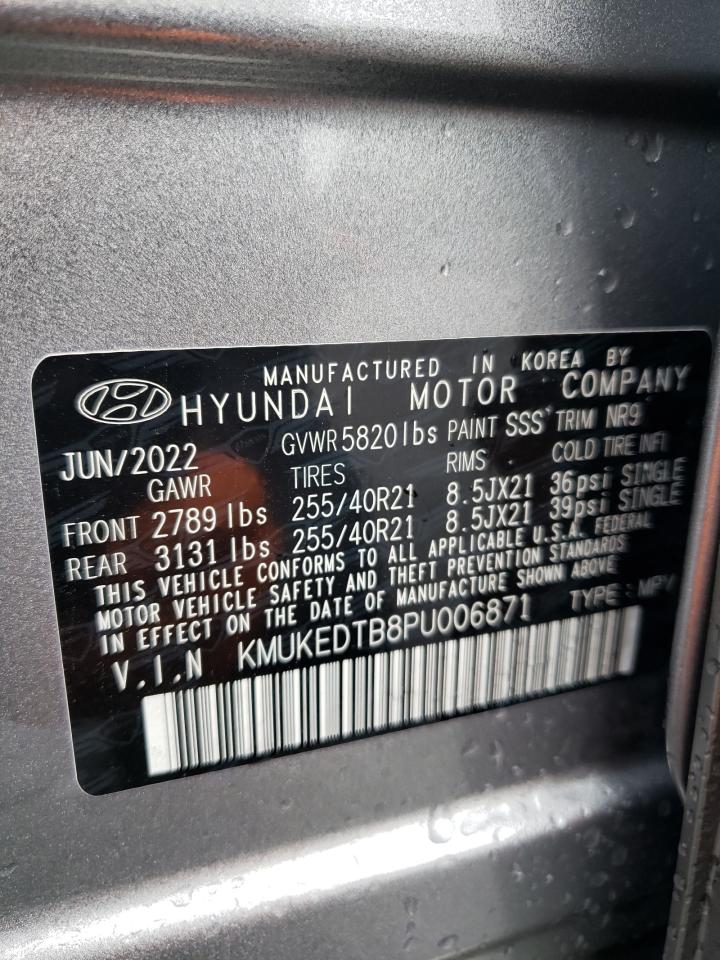 MANUFACTURED IN KOREA BY
HYUNDAI MOTOR COMPANY
JUN/2022 GVWR 5820 lbs PAINT SSS TRIM NR9
GAWR TIRES RIMS COLD TIRE INF
FRONT 2789 lbs 255/40R21 8.5JX21 36psi SINGLE
REAR 3131 lbs 255/40R21 8.5JX21 39psi SINGLE
THIS VEHICLE CONFORMS TO ALL APPLICABLE U.S.A. FEDERAL
MOTOR VEHICLE SAFETY AND THEFT PREVENTION STANDARDS
IN EFFECT ON THE DATE OF MANUFACTURE SHOWN ABOVE
V.I.N KMUKEDTB8PU006871 TYPE: MPV